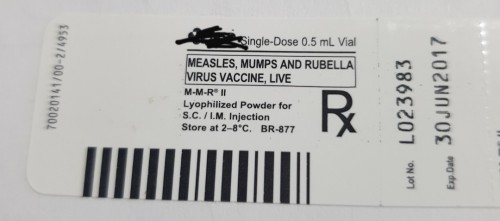 70020141/00-2/4953
Single-Dose 0.5 mL Vial
MEASLES, MUMPS AND RUBELLA
VIRUS VACCINE, LIVE
M-M-R® II
Lyophilized Powder for
S.C. / I.M. Injection
Store at 2–8°C. BR-877
Rx
Lot No. L023983
Exp.Date 30JUN2017